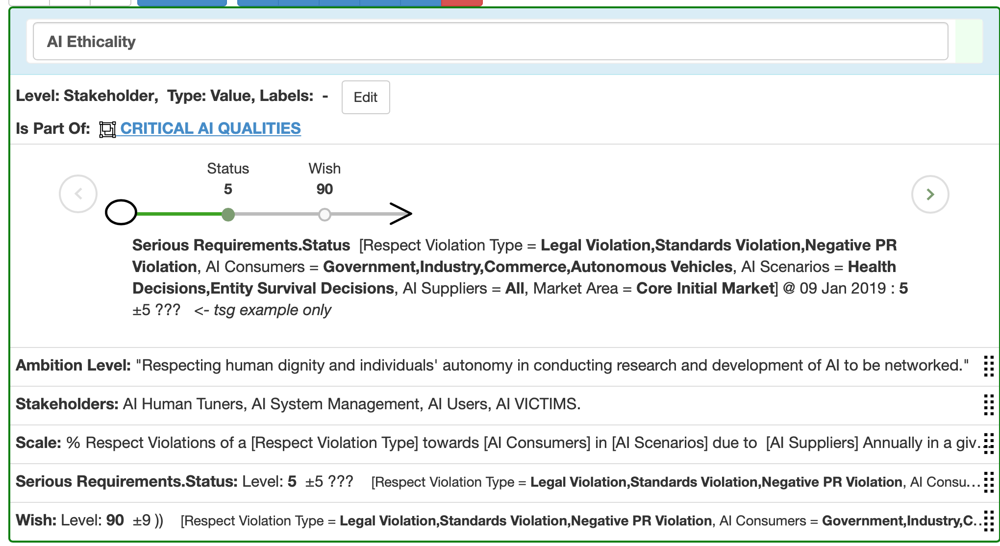 AI Ethicality
Level: Stakeholder, Type: Value, Labels: - Edit
Is Part Of: CRITICAL AI QUALITIES
Status Wish
5 90
Serious Requirements.Status [Respect Violation Type = Legal Violation,Standards Violation,Negative PR
Violation, AI Consumers = Government,Industry,Commerce,Autonomous Vehicles, AI Scenarios = Health
Decisions,Entity Survival Decisions, AI Suppliers = All, Market Area = Core Initial Market] @ 09 Jan 2019 : 5
±5 ??? <- tsg example only
Ambition Level: "Respecting human dignity and individuals' autonomy in conducting research and development of AI to be networked."
Stakeholders: AI Human Tuners, AI System Management, AI Users, AI VICTIMS.
Scale: % Respect Violations of a [Respect Violation Type] towards [AI Consumers] in [AI Scenarios] due to [AI Suppliers] Annually in a giv...
Serious Requirements.Status: Level: 5 ±5 ??? [Respect Violation Type = Legal Violation,Standards Violation,Negative PR Violation, AI Consu...
Wish: Level: 90 ±9 )) [Respect Violation Type = Legal Violation,Standards Violation,Negative PR Violation, AI Consumers = Government,Industry,C...